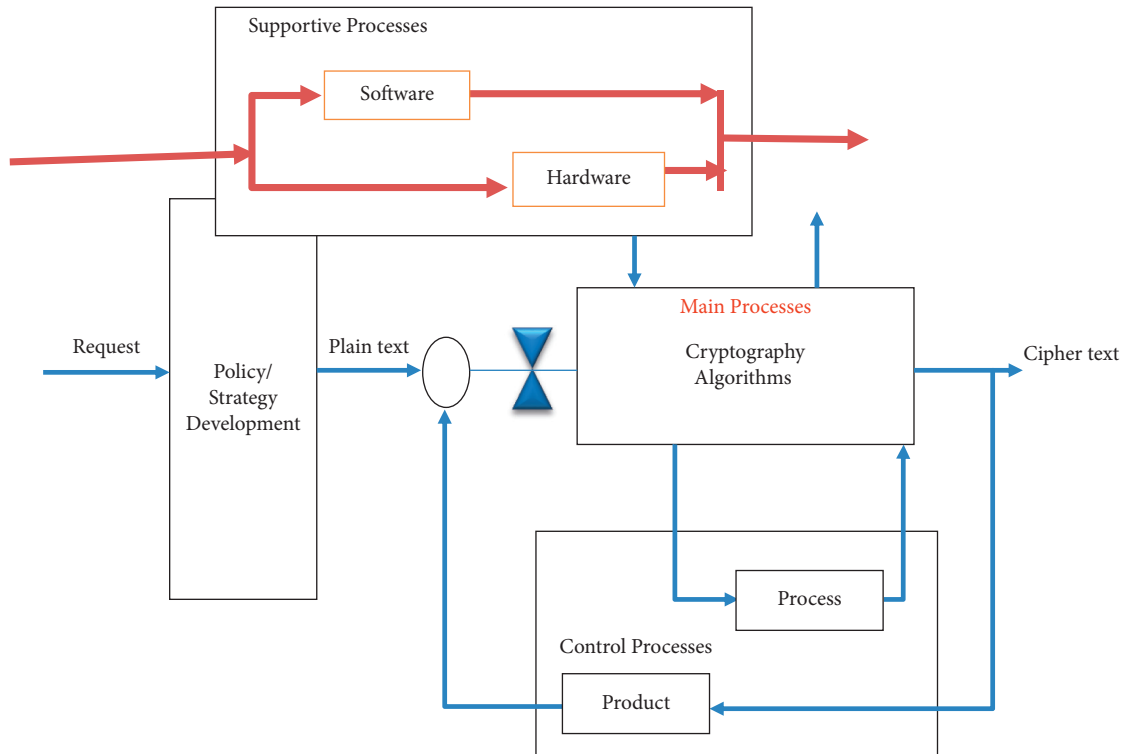 Supportive Processes
Software
Hardware
Main Processes
Cryptography
Algorithms
Request
Policy/
Strategy
Development
Plain text
Cipher text
Process
Control Processes
Product